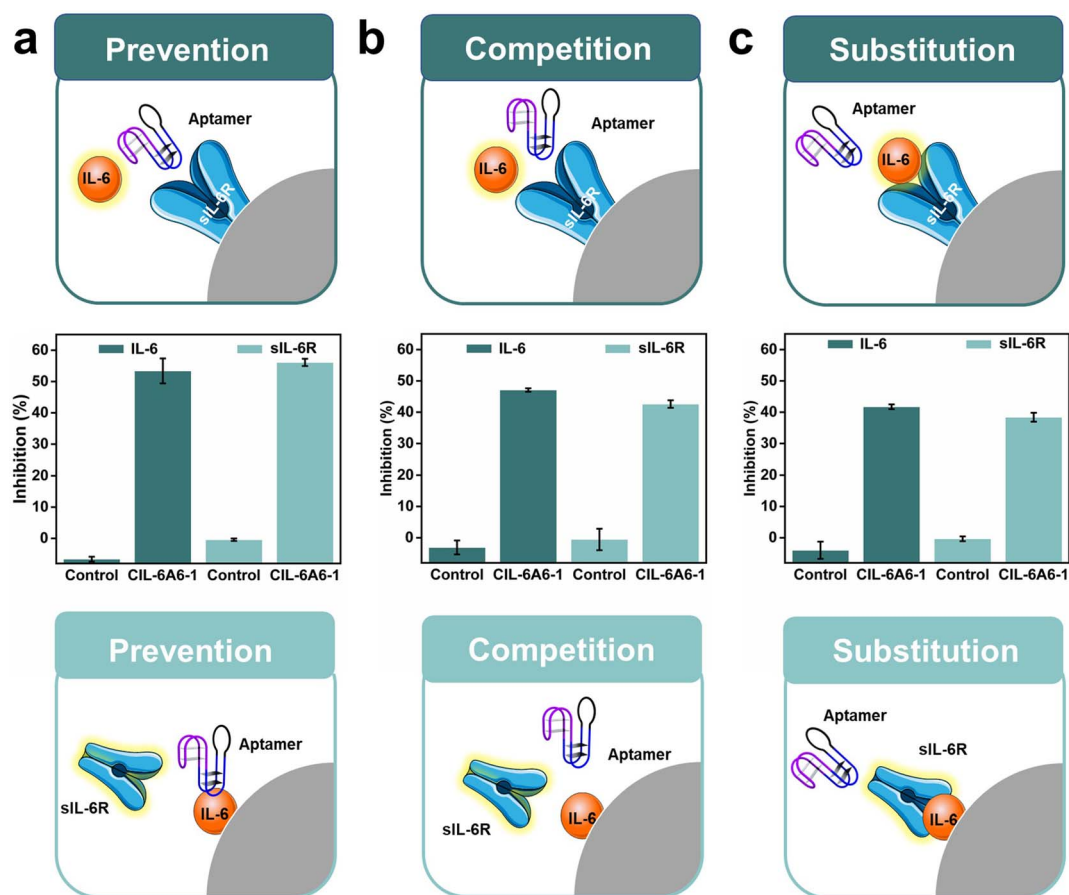 a Prevention b Competition c Substitution
Aptamer
IL-6
sIL-6R
Aptamer
IL-6
sIL-6R
Aptamer
IL-6
sIL-6R
Inhibition (%)
60
50
40
30
20
10
0
IL-6 sIL-6R
Control CIL-6A6-1 Control CIL-6A6-1
Inhibition (%)
60
50
40
30
20
10
0
IL-6 sIL-6R
Control CIL-6A6-1 Control CIL-6A6-1
Inhibition (%)
60
50
40
30
20
10
0
IL-6 sIL-6R
Control CIL-6A6-1 Control CIL-6A6-1
Prevention Competition Substitution
Aptamer
sIL-6R
IL-6
Aptamer
sIL-6R
IL-6
Aptamer
sIL-6R
IL-6